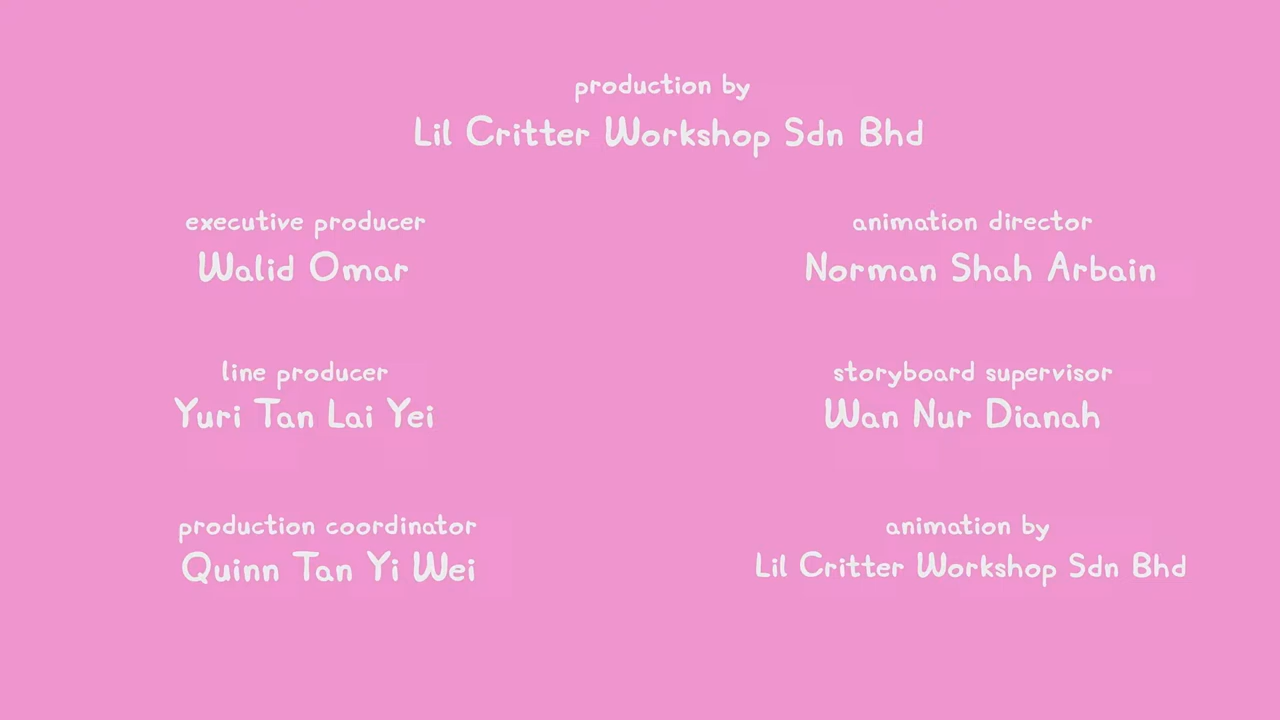 production by
Lil Critter Workshop Sdn Bhd
executive producer
Walid Omar
animation director
Norman Shah Arbain
line producer
Yuri Tan Lai Yei
storyboard supervisor
Wan Nur Dianah
production coordinator
Quinn Tan Yi Wei
animation by
Lil Critter Workshop Sdn Bhd